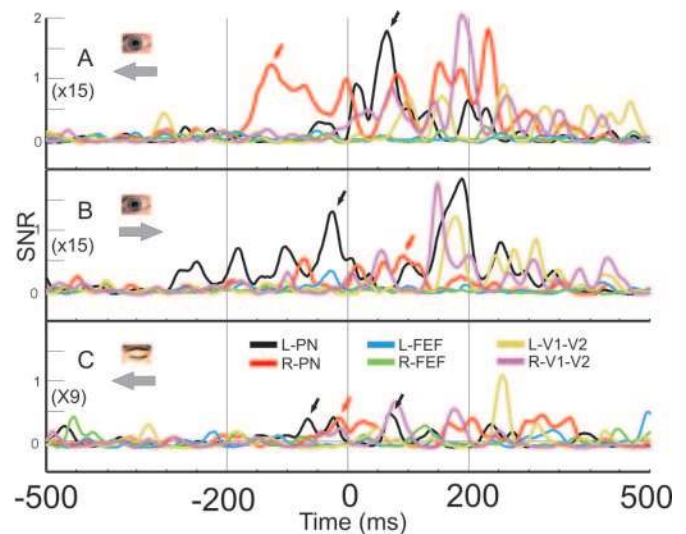 2
A
(x15)
1
0
B
(x15)
1
0
SNR
C
(X9)
1
0
L-PN L-FEF L-V1-V2
R-PN R-FEF R-V1-V2
-500 -200 0 200 500
Time (ms)